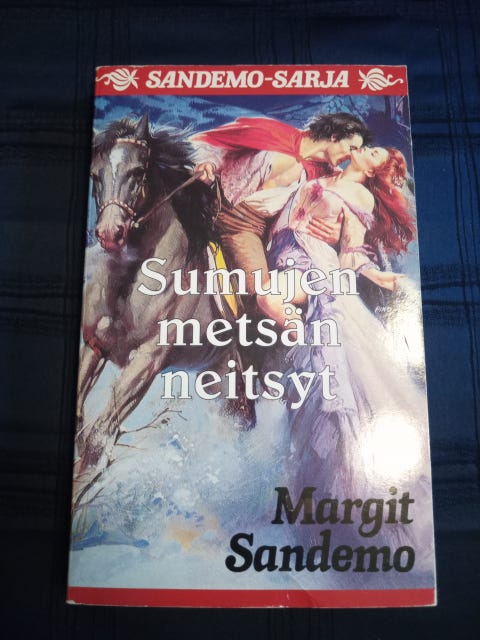 SANDEMO-SARJA
Sumujen
metsän
neitsyt
Margit
Sandemo